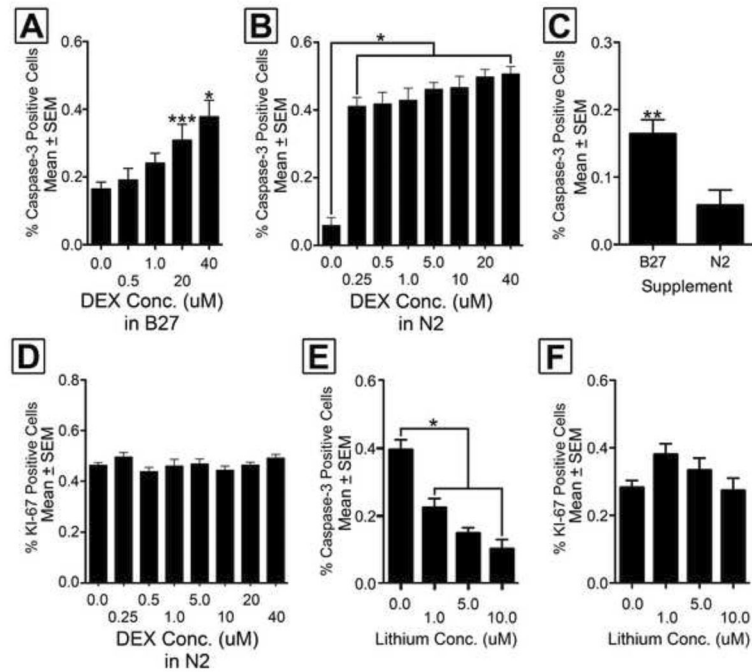 A
% Caspase-3 Positive Cells
Mean ± SEM
0.6
0.4
0.2
0.0
***
*
0.0
0.5
1.0
20
40
DEX Conc. (uM)
in B27
B
% Caspase-3 Positive Cells
Mean ± SEM
0.6
0.4
0.2
0.0
*
0.0
0.25
0.5
1.0
5.0
10
20
40
DEX Conc. (uM)
in N2
C
% Caspase-3 Positive Cells
Mean ± SEM
0.3
0.2
0.1
0.0
**
B27
N2
Supplement
D
% KI-67 Positive Cells
Mean ± SEM
0.8
0.6
0.4
0.2
0.0
0.0
0.25
0.5
1.0
5.0
10
20
40
DEX Conc. (uM)
in N2
E
% Caspase-3 Positive Cells
Mean ± SEM
0.6
0.4
0.2
0.0
*
0.0
1.0
5.0
10.0
Lithium Conc. (uM)
F
% KI-67 Positive Cells
Mean ± SEM
0.6
0.4
0.2
0.0
0.0
1.0
5.0
10.0
Lithium Conc. (uM)